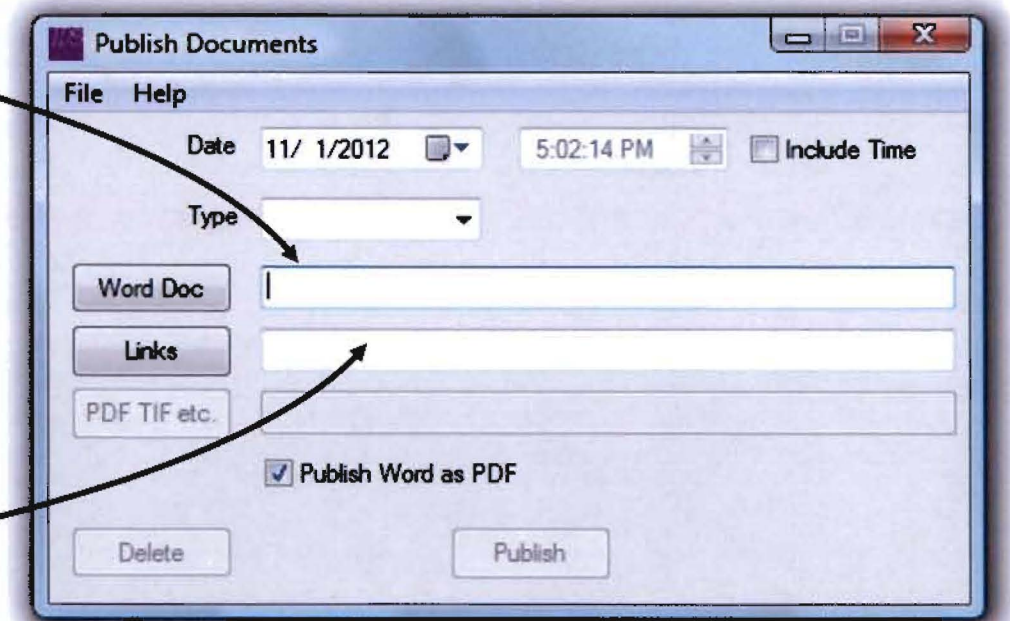 Publish Documents
File Help
Date 11/ 1/2012 5:02:14 PM Include Time
Type
Word Doc
Links
PDF TIF etc.
Publish Word as PDF
Delete Publish